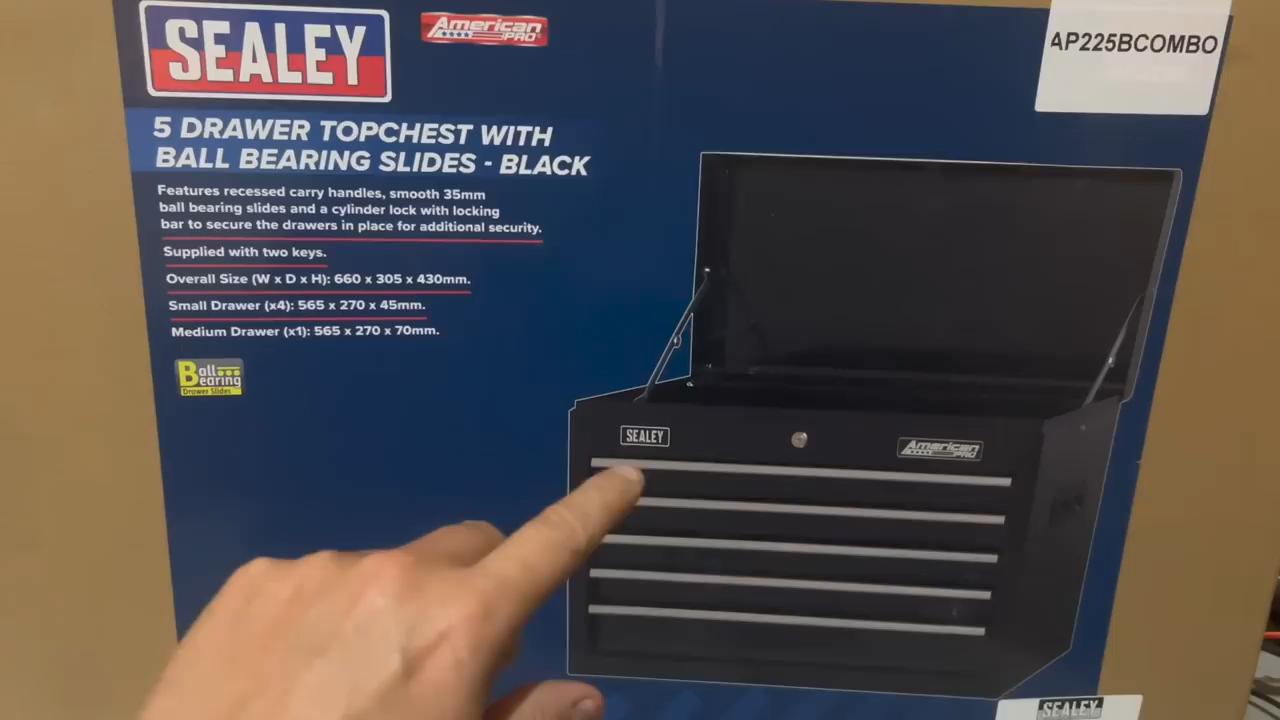 SEALEY
American PRO
AP225BCOMBO
5 DRAWER TOPCHEST WITH
BALL BEARING SLIDES - BLACK
Features recessed carry handles, smooth 35mm
ball bearing slides and a cylinder lock with locking
bar to secure the drawers in place for additional security.
Supplied with two keys.
Overall Size (W x D x H): 660 x 305 x 430mm.
Small Drawer (x4): 565 x 270 x 45mm.
Medium Drawer (x1): 565 x 270 x 70mm.
Ball
Bearing
Drawer Slides
SEALEY
American
PRO
SEALEY